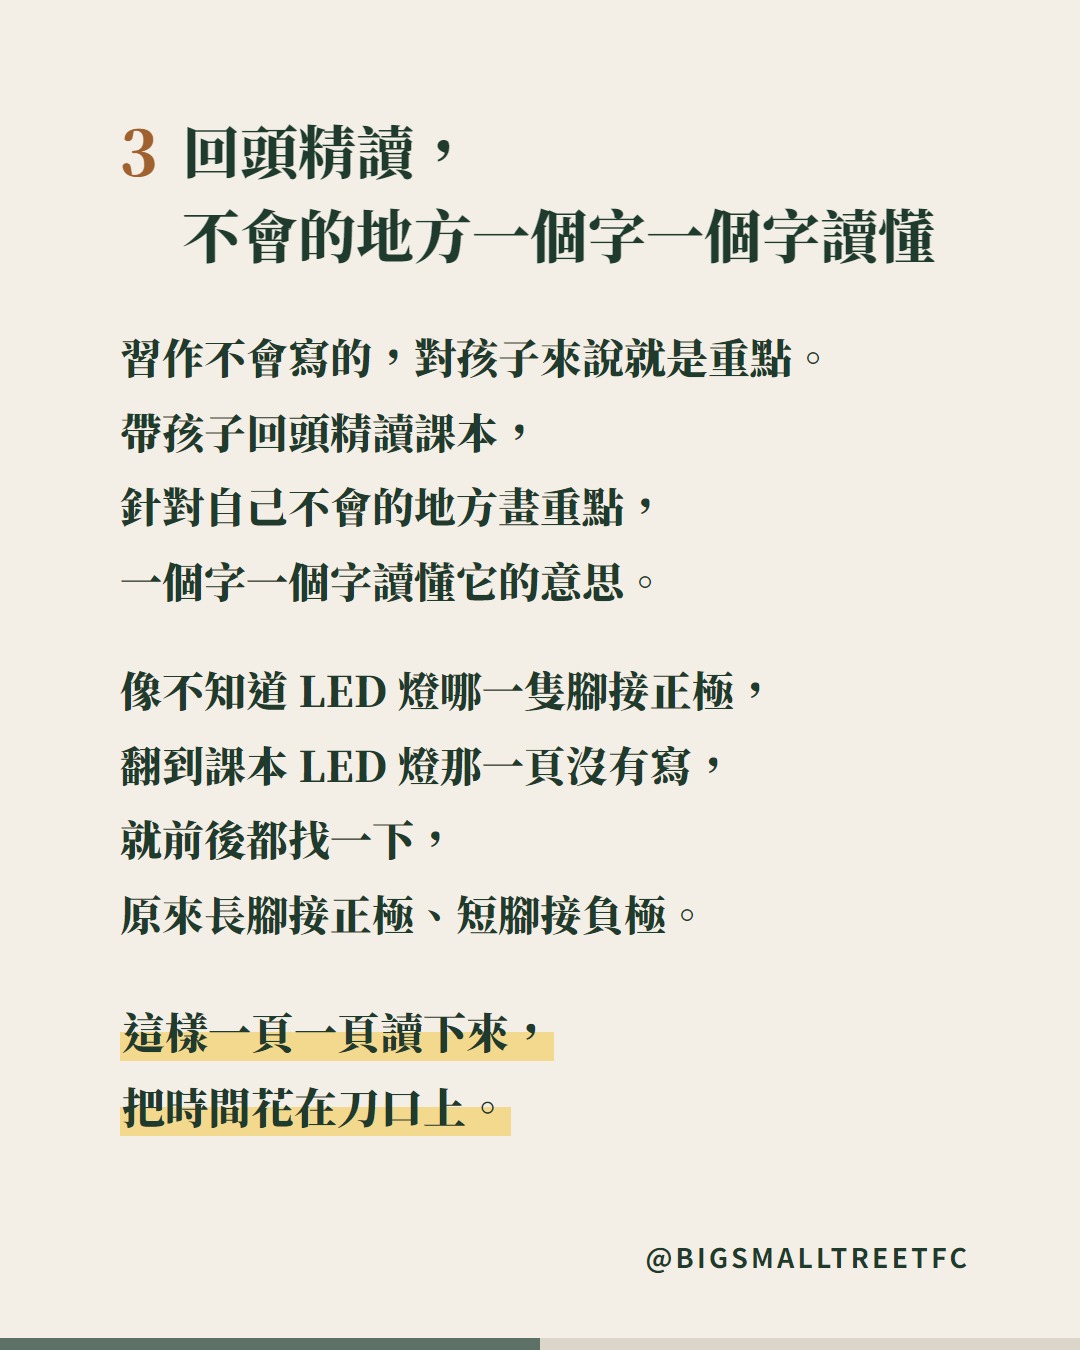 3 回頭精讀，
不會的地方一個字一個字讀懂
習作不會寫的，對孩子來說就是重點。
帶孩子回頭精讀課本，
針對自己不會的地方畫重點，
一個字一個字讀懂它的意思。
像不知道 LED 燈哪一隻腳接正極，
翻到課本 LED 燈那一頁沒有寫，
就前後都找一下，
原來長腳接正極、短腳接負極。
這樣一頁一頁讀下來，
把時間花在刀口上。
@BIGSMALLTREETFC